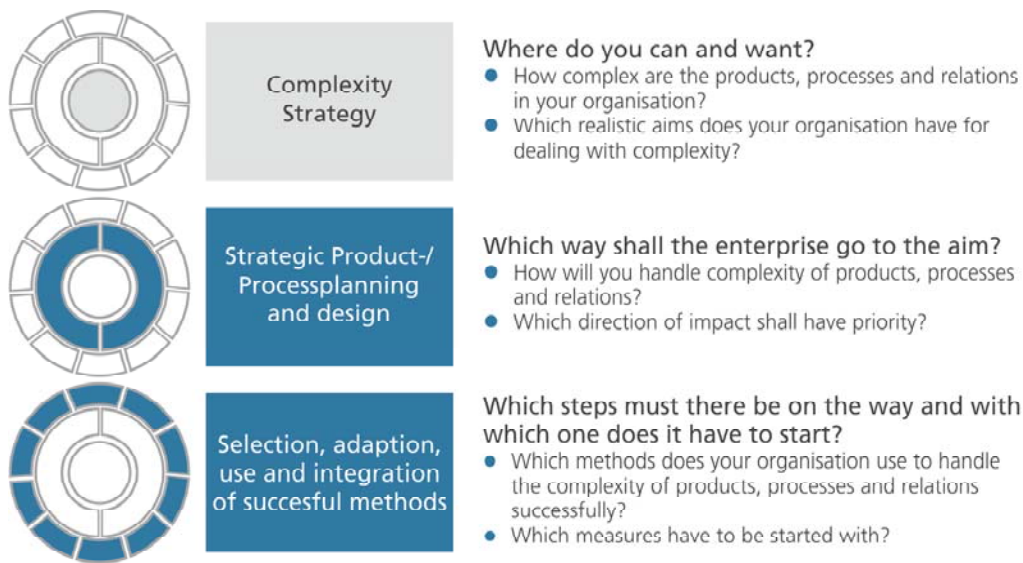 Complexity
Strategy
Where do you can and want?
How complex are the products, processes and relations
in your organisation?
Which realistic aims does your organisation have for
dealing with complexity?
Strategic Product-/
Processplanning
and design
Which way shall the enterprise go to the aim?
How will you handle complexity of products, processes
and relations?
Which direction of impact shall have priority?
Selection, adaption,
use and integration
of succesful methods
Which steps must there be on the way and with
which one does it have to start?
Which methods does your organisation use to handle
the complexity of products, processes and relations
successfully?
Which measures have to be started with?